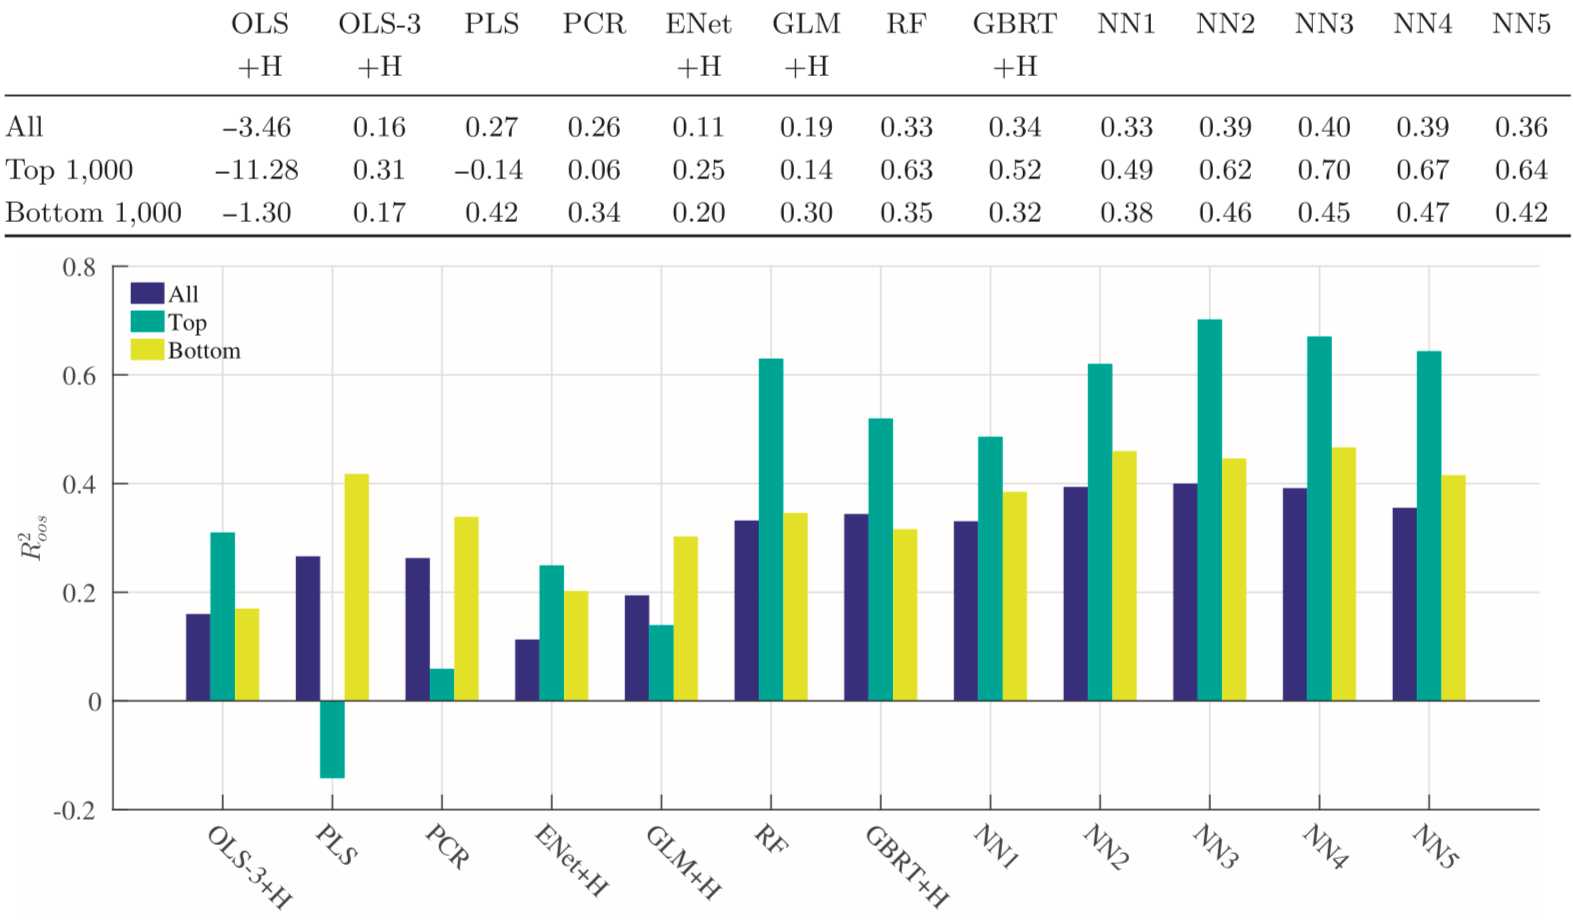 OLS OLS-3 PLS PCR ENet GLM RF GBRT NN1 NN2 NN3 NN4 NN5
+H +H +H +H +H
All −3.46 0.16 0.27 0.26 0.11 0.19 0.33 0.34 0.33 0.39 0.40 0.39 0.36
Top 1,000 −11.28 0.31 −0.14 0.06 0.25 0.14 0.63 0.52 0.49 0.62 0.70 0.67 0.64
Bottom 1,000 −1.30 0.17 0.42 0.34 0.20 0.30 0.35 0.32 0.38 0.46 0.45 0.47 0.42
0.8
All
Top
Bottom
0.6
0.4
R²oos
0.2
0
-0.2
OLS-3+H PLS PCR ENet+H GLM+H RF GBRT+H NN1 NN2 NN3 NN4 NN5